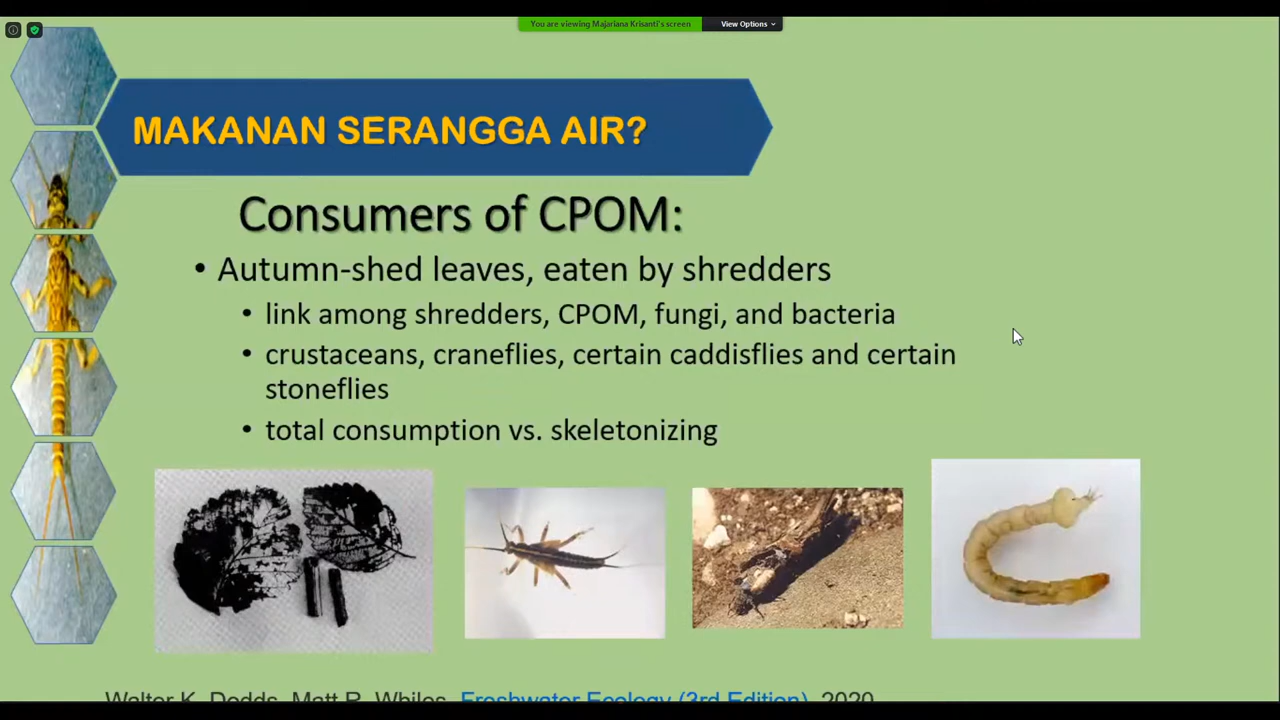 You are viewing Majariana Krisanti's screen
View Options
MAKANAN SERANGGA AIR?
Consumers of CPOM:
• Autumn-shed leaves, eaten by shredders
• link among shredders, CPOM, fungi, and bacteria
• crustaceans, craneflies, certain caddisflies and certain
stoneflies
• total consumption vs. skeletonizing
Walter K. Dodds, Matt R. Whiles, Freshwater Ecology (3rd Edition), 2020